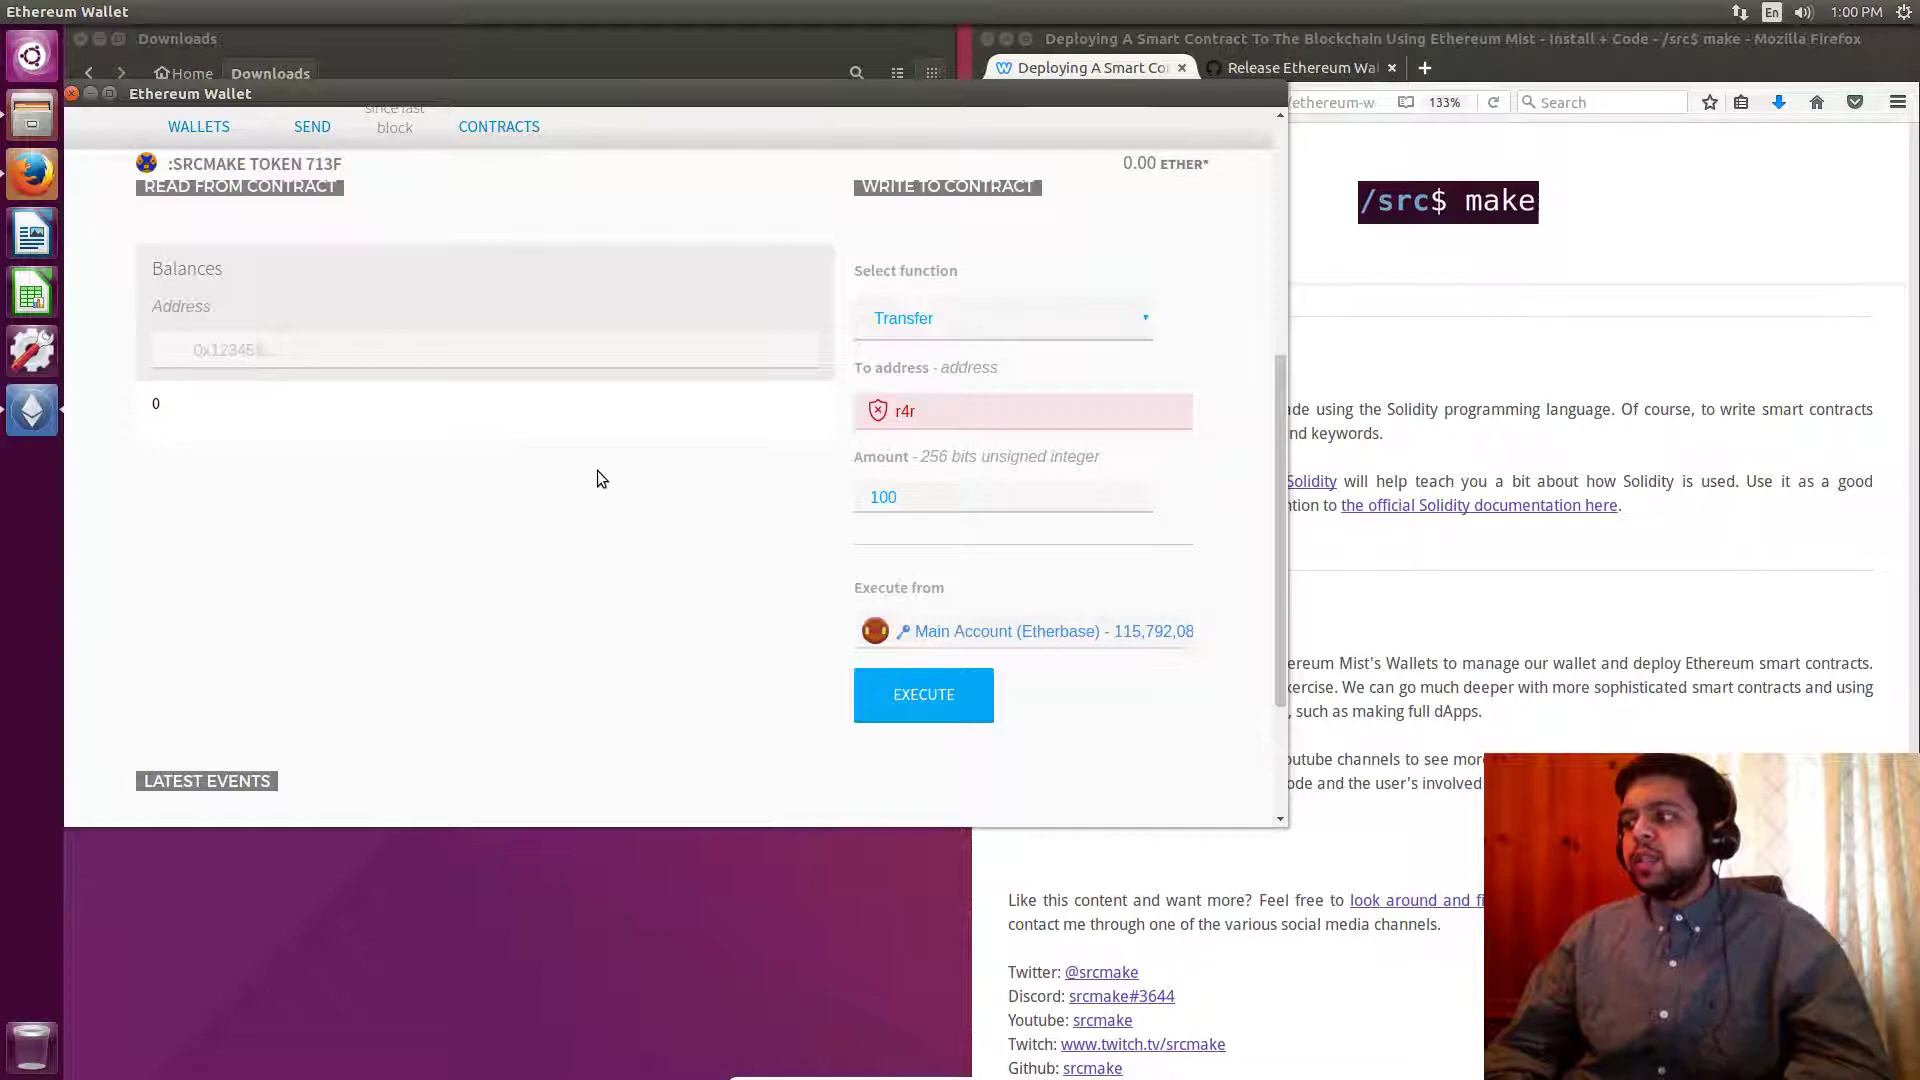 Ethereum Wallet
En
1:00 PM
Downloads
Deploying A Smart Contract To The Blockchain Using Ethereum Mist - Install + Code - /src$ make - Mozilla Firefox
Home
Downloads
Deploying A Smart Co
Release Ethereum Wal
Ethereum Wallet
/ethereum-w
133%
Search
since last
block
WALLETS
SEND
CONTRACTS
:SRCMAKE TOKEN 713F
0.00 ETHER*
READ FROM CONTRACT
WRITE TO CONTRACT
Balances
Address
0x12345
0
Select function
Transfer
To address - address
r4r
Amount - 256 bits unsigned integer
100
Execute from
Main Account (Etherbase) - 115,792,08
EXECUTE
LATEST EVENTS
/src$ make
de using the Solidity programming language. Of course, to write smart contracts
nd keywords.
Solidity will help teach you a bit about how Solidity is used. Use it as a good
ntion to the official Solidity documentation here.
ereum Mist's Wallets to manage our wallet and deploy Ethereum smart contracts.
xercise. We can go much deeper with more sophisticated smart contracts and using
, such as making full dApps.
outube channels to see mor
ode and the user's involved
Like this content and want more? Feel free to look around and fi
contact me through one of the various social media channels.
Twitter: @srcmake
Discord: srcmake#3644
Youtube: srcmake
Twitch: www.twitch.tv/srcmake
Github: srcmake